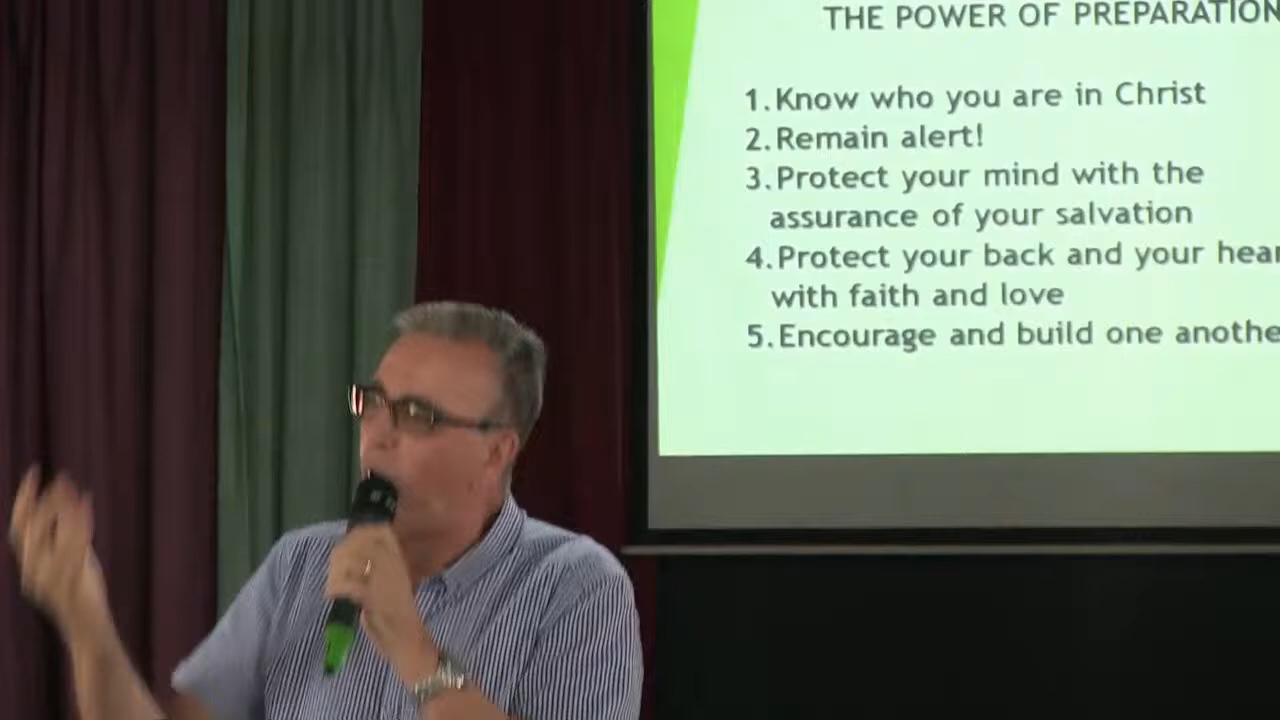 THE POWER OF PREPARATION
1. Know who you are in Christ
2. Remain alert!
3. Protect your mind with the
assurance of your salvation
4. Protect your back and your hear
with faith and love
5. Encourage and build one anothe